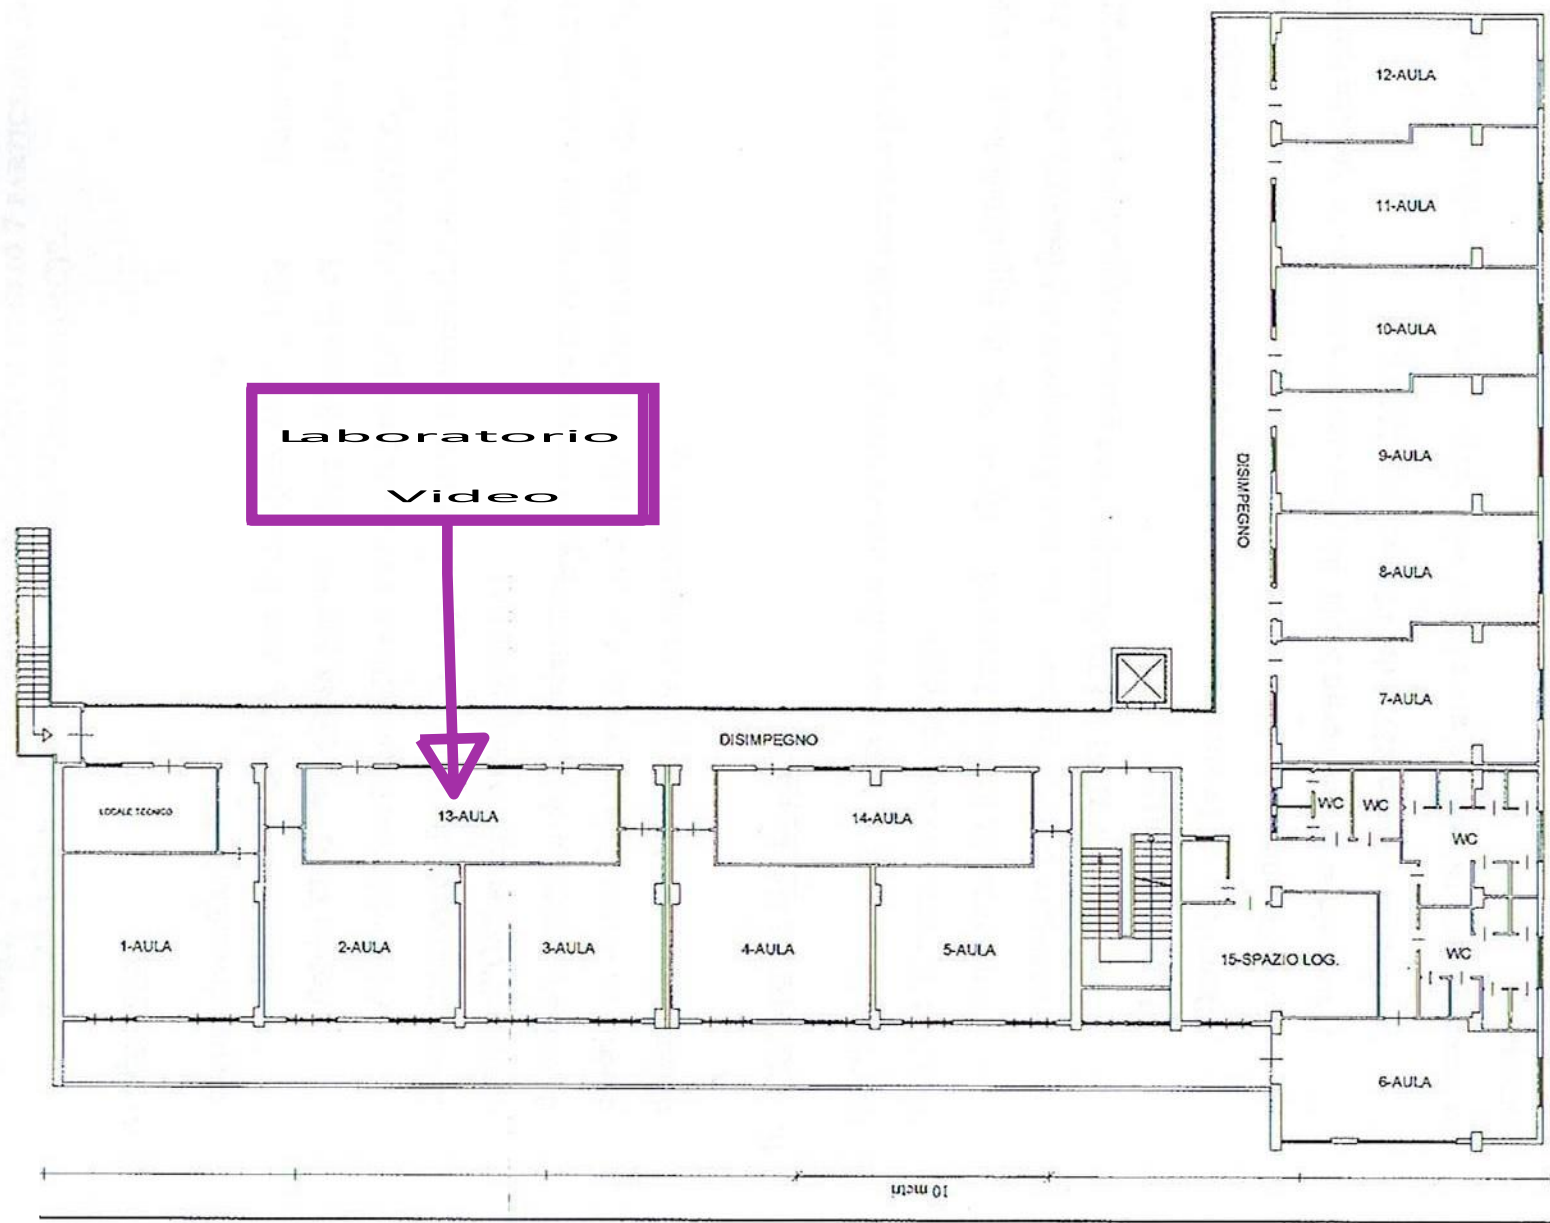 12-AULA
11-AULA
10-AULA
9-AULA
8-AULA
7-AULA
DISIMPEGNO
Laboratorio
Video
DISIMPEGNO
LOCALE TECNICO
13-AULA
14-AULA
WC
WC
WC
1-AULA
2-AULA
3-AULA
4-AULA
5-AULA
15-SPAZIO LOG.
WC
6-AULA
10 metri